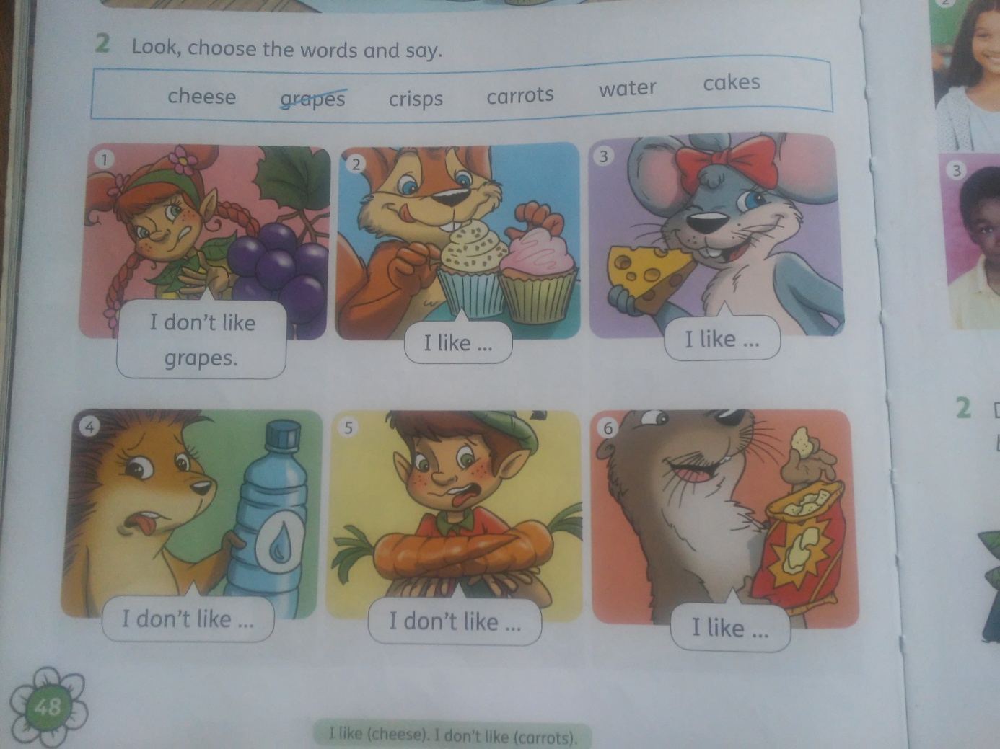 2 Look, choose the words and say.
cheese grapes crisps carrots water cakes
1
2
3
I don't like
grapes.
I like ...
I like ...
4
5
6
I don't like ...
I don't like ...
I like ...
48
I like (cheese). I don't like (carrots).
2
3
2